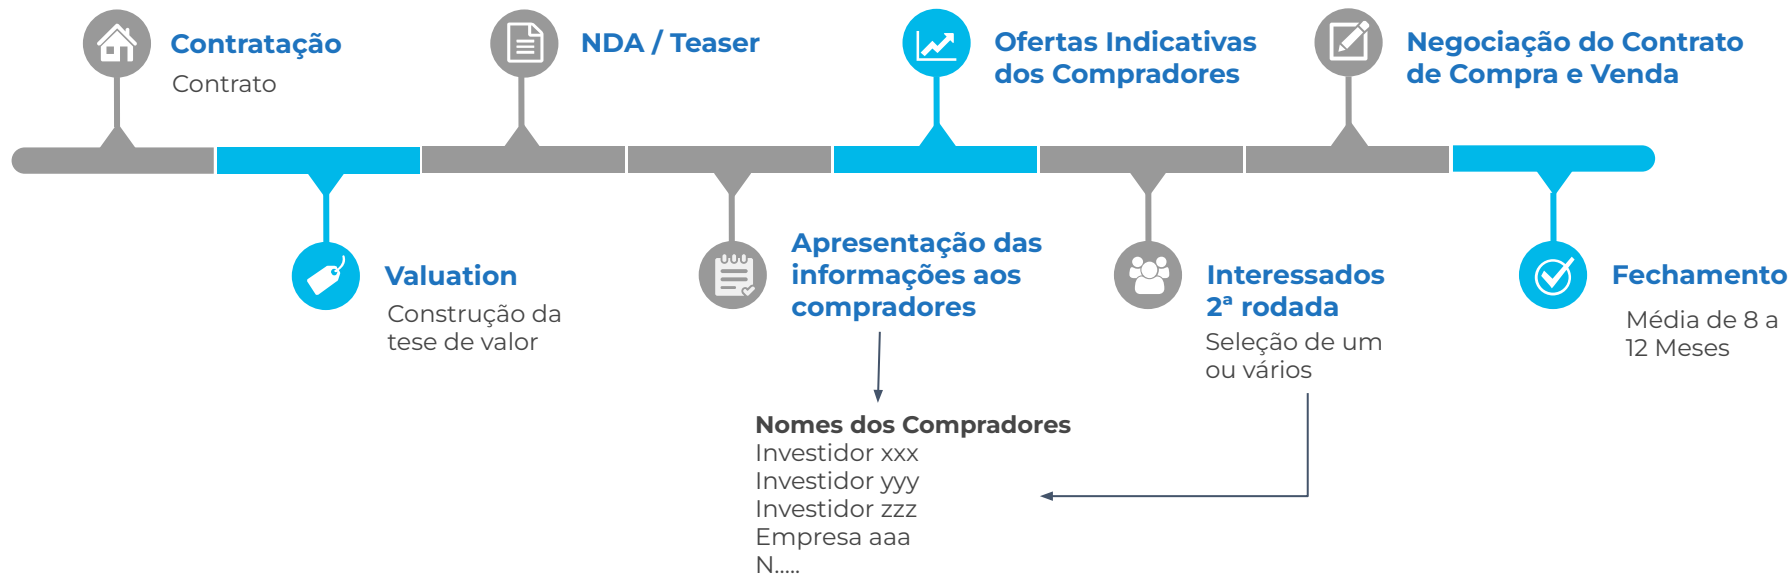 Contratação
Contrato
NDA / Teaser
Ofertas Indicativas
dos Compradores
Negociação do Contrato
de Compra e Venda
Valuation
Construção da
tese de valor
Apresentação das
informações aos
compradores
Interessados
2ª rodada
Seleção de um
ou vários
Fechamento
Média de 8 a
12 Meses
Nomes dos Compradores
Investidor xxx
Investidor yyy
Investidor zzz
Empresa aaa
N.....